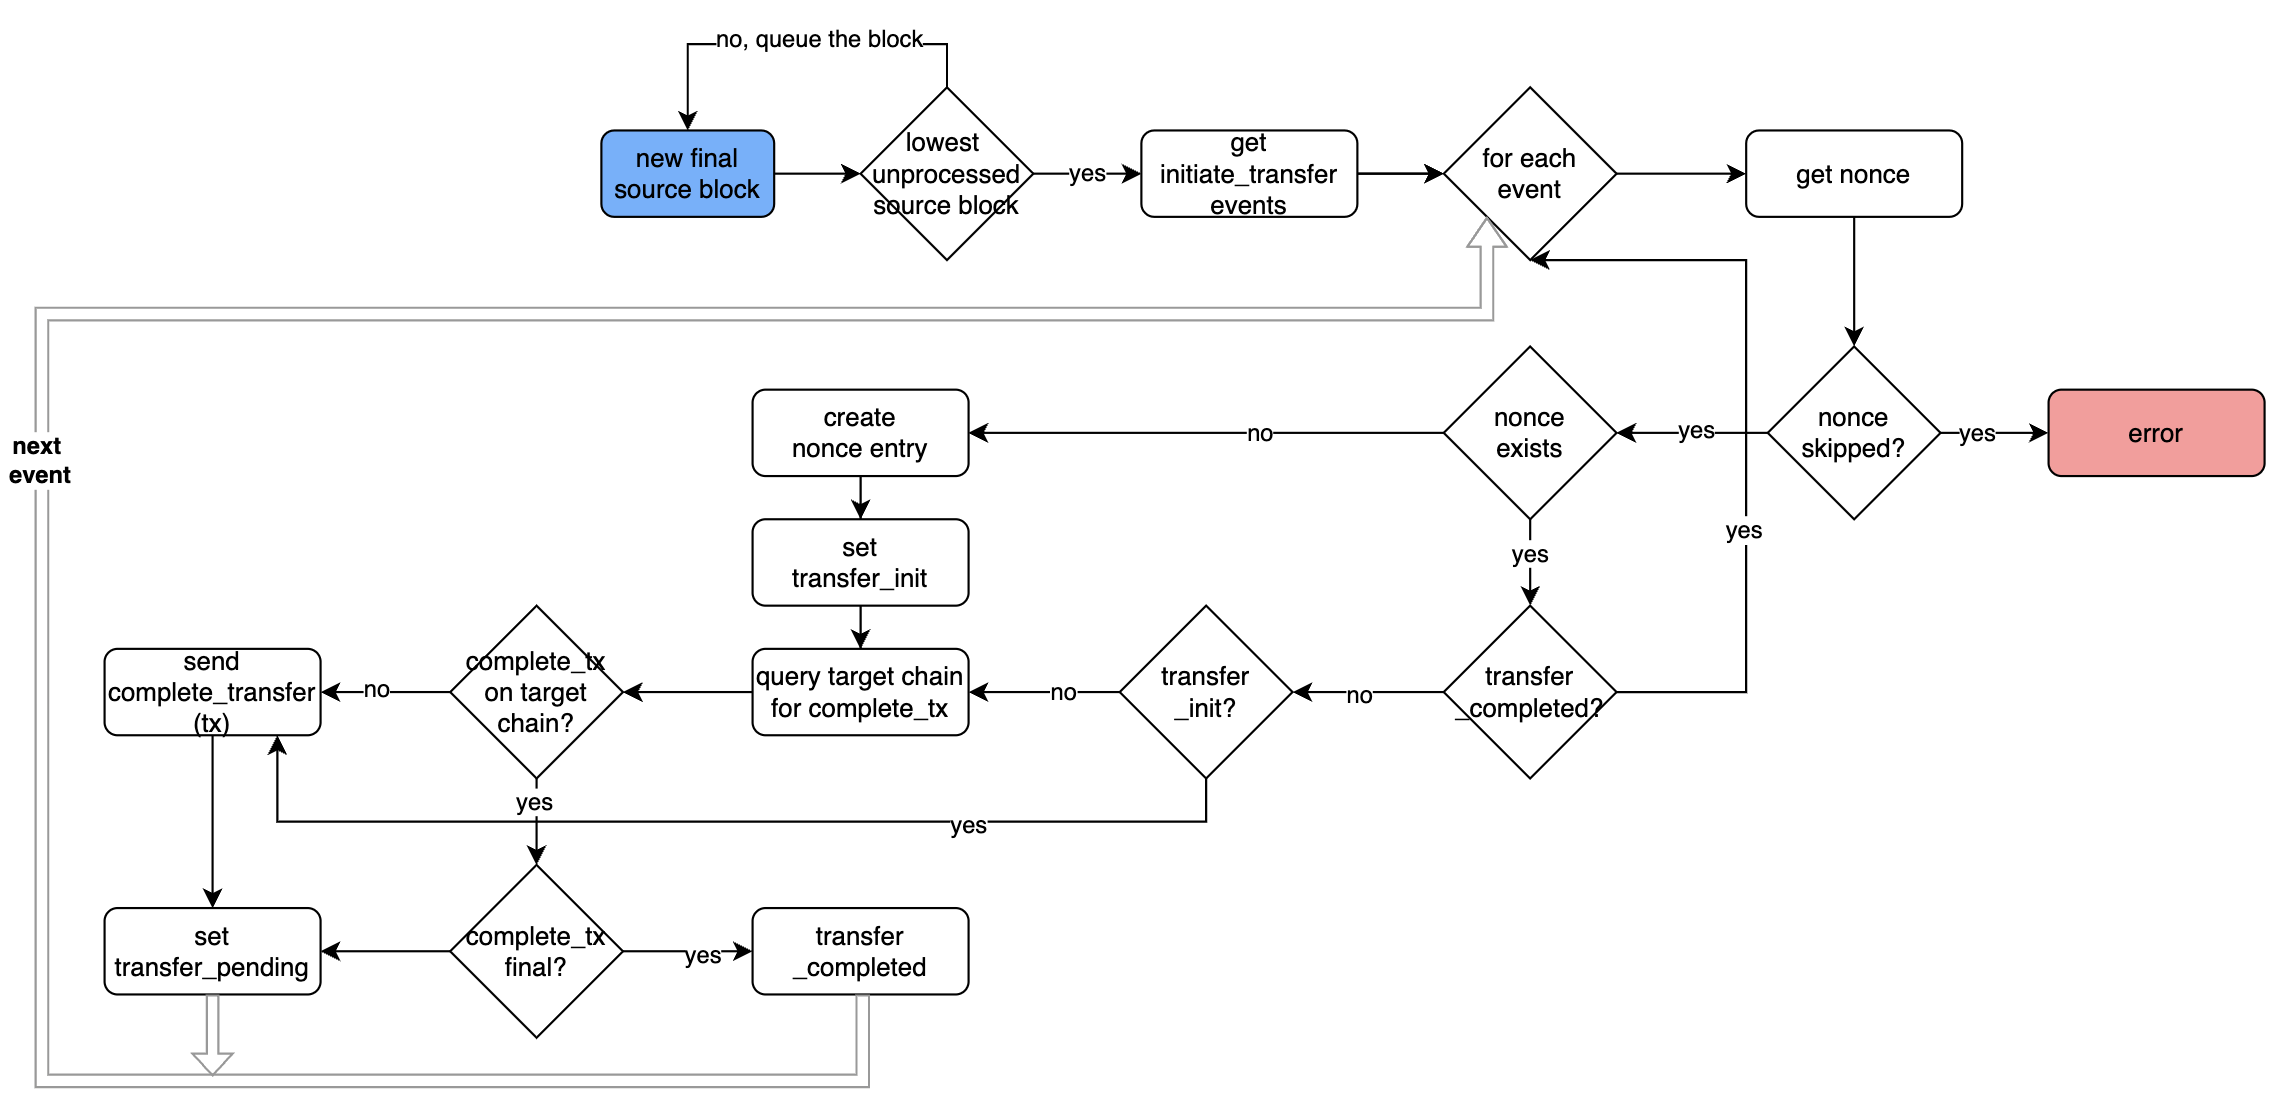 no, queue the block
new final
source block
lowest
unprocessed
source block
yes
get
initiate_transfer
events
for each
event
get nonce
next
event
create
nonce entry
no
nonce
exists
yes
nonce
skipped?
yes
error
set
transfer_init
yes
yes
send
complete_transfer
(tx)
no
complete_tx
on target
chain?
query target chain
for complete_tx
no
transfer
_init?
no
transfer
_completed?
yes
yes
set
transfer_pending
complete_tx
final?
yes
transfer
_completed